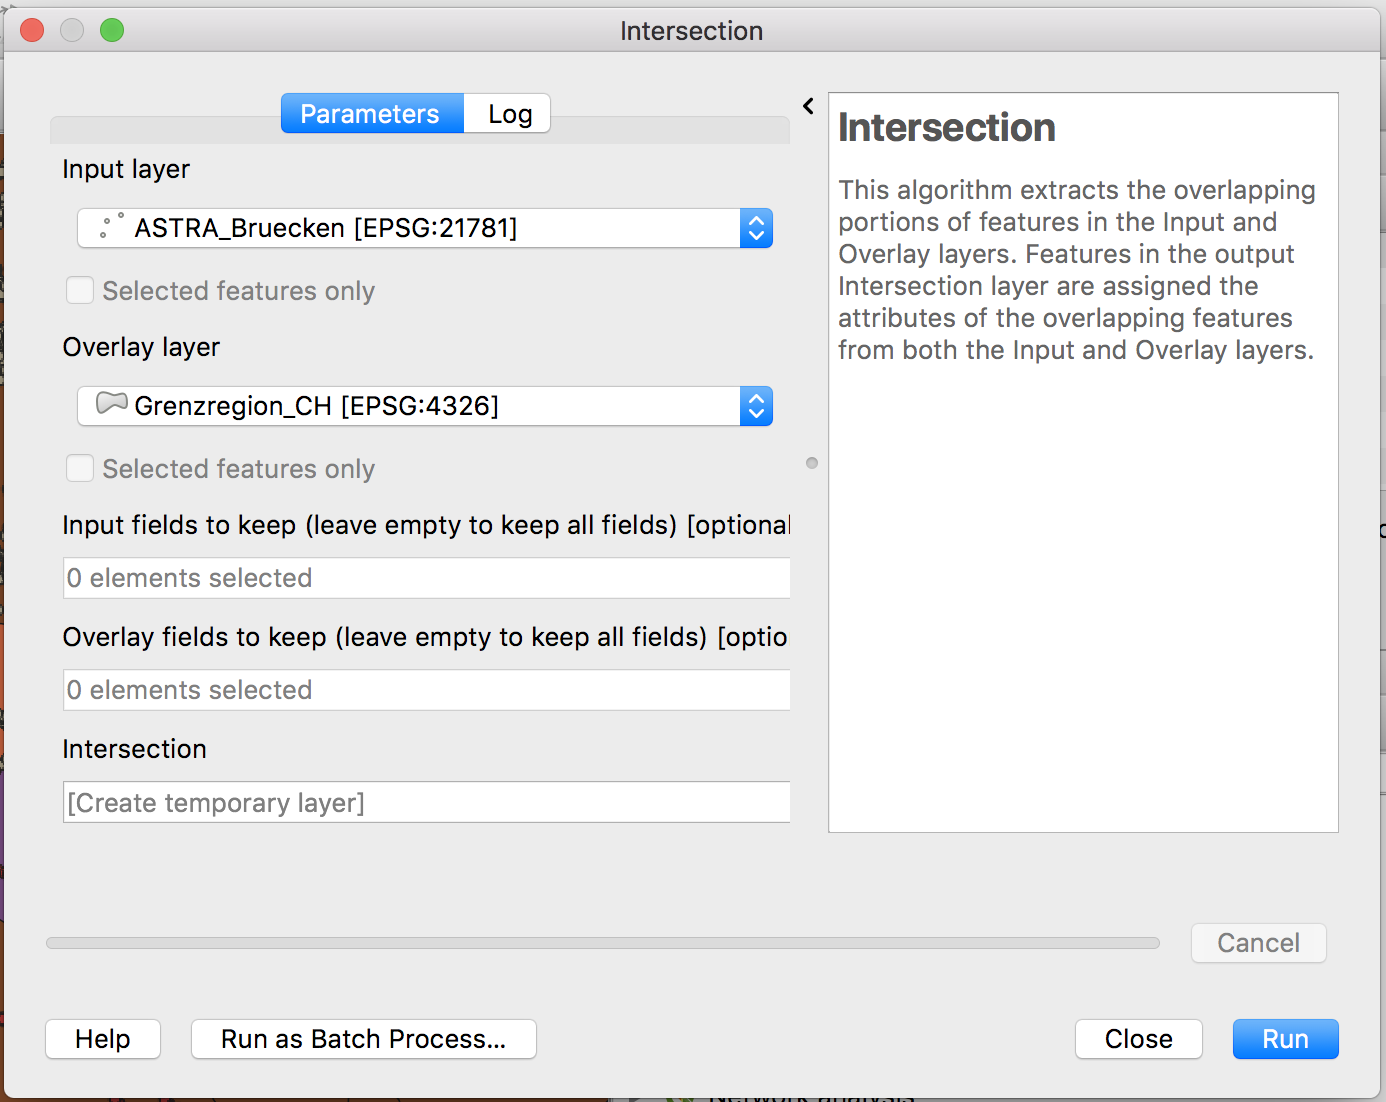 Intersection
Parameters
Log
Input layer
ASTRA_Bruecken [EPSG:21781]
Selected features only
Overlay layer
Grenzregion_CH [EPSG:4326]
Selected features only
Input fields to keep (leave empty to keep all fields) [optional
0 elements selected
Overlay fields to keep (leave empty to keep all fields) [optio
0 elements selected
Intersection
[Create temporary layer]
Intersection
This algorithm extracts the overlapping
portions of features in the Input and
Overlay layers. Features in the output
Intersection layer are assigned the
attributes of the overlapping features
from both the Input and Overlay layers.
Cancel
Help
Run as Batch Process...
Close
Run
Network analysis